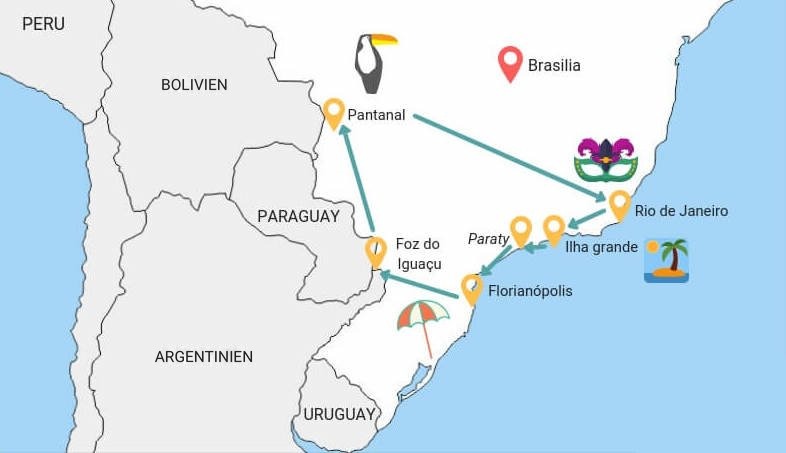 PERU
BOLIVIEN
Brasilia
Pantanal
PARAGUAY
Rio de Janeiro
Paraty
Ilha grande
Foz do
Iguaçu
Florianópolis
ARGENTINIEN
URUGUAY